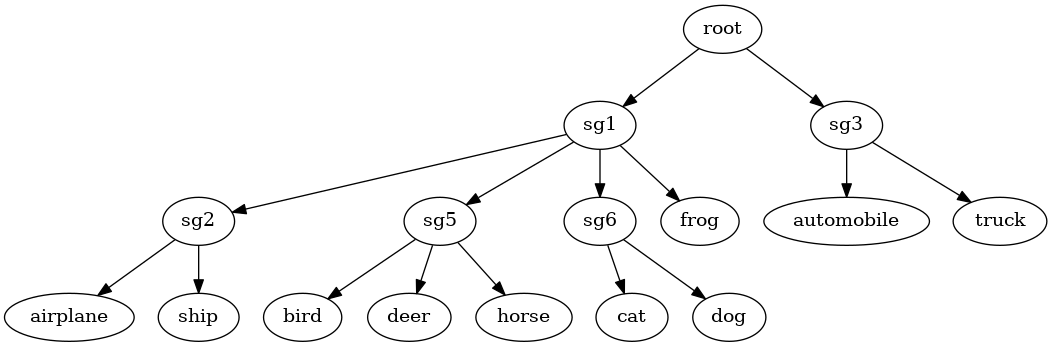 root
sg1
sg3
sg2
sg5
sg6
frog
automobile
truck
airplane
ship
bird
deer
horse
cat
dog